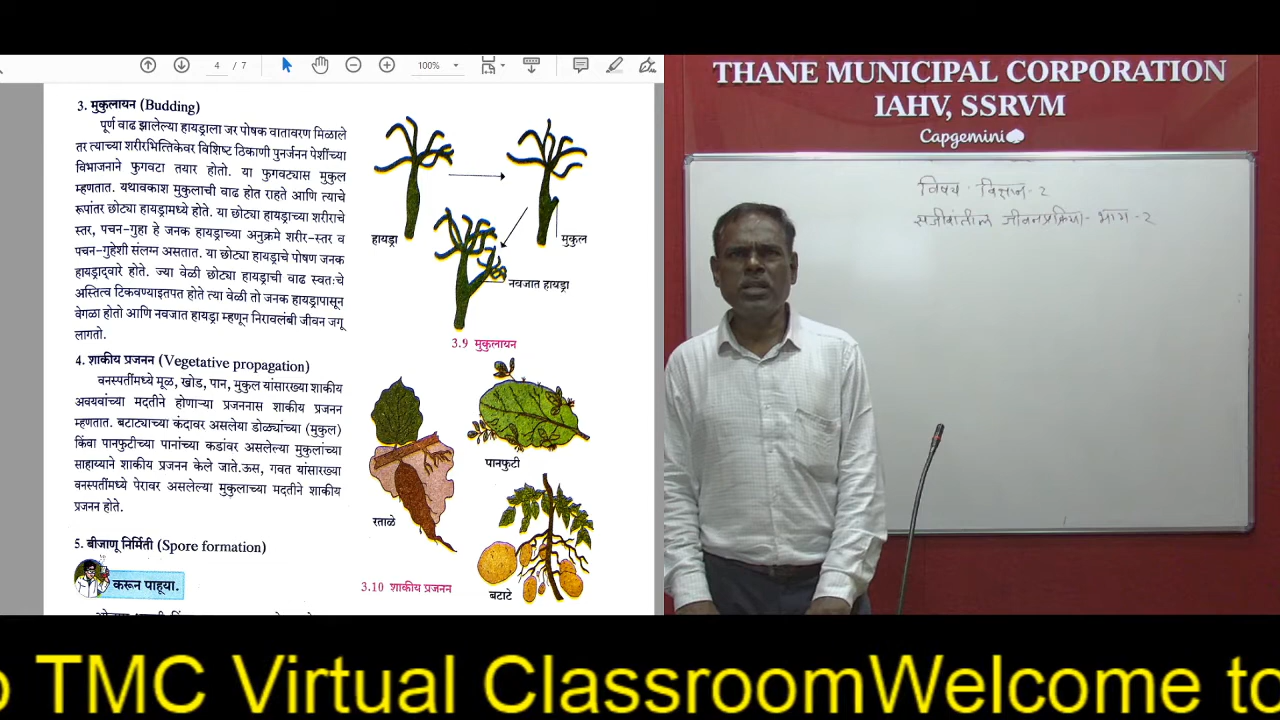 4 / 7
100%
3. मुकुलायन (Budding)
पूर्ण वाढ झालेल्या हायड्राला जर पोषक वातावरण मिळाले
तर त्याच्या शरीरभित्तिकेवर विशिष्ट ठिकाणी पुनर्जनन पेशींच्या
विभाजनाने फुगवटा तयार होतो. या फुगवट्यास मुकुल
म्हणतात. यथावकाश मुकुलाची वाढ होत राहते आणि त्याचे
रूपांतर छोट्या हायड्रामध्ये होते. या छोट्या हायड्राच्या शरीराचे
स्तर, पचन-गुहा हे जनक हायड्राच्या अनुक्रमे शरीर-स्तर व
पचन-गुहेशी संलग्न असतात. या छोट्या हायड्राचे पोषण जनक
हायड्राद्वारे होते. ज्या वेळी छोट्या हायड्राची वाढ स्वतःचे
अस्तित्व टिकवण्याइतपत होते त्या वेळी तो जनक हायड्रापासून
वेगळा होतो आणि नवजात हायड्रा म्हणून निरावलंबी जीवन जगू
लागतो.
हायड्रा
मुकुल
नवजात हायड्रा
3.9 मुकुलायन
4. शाकीय प्रजनन (Vegetative propagation)
वनस्पतींमध्ये मूळ, खोड, पान, मुकुल यांसारख्या शाकीय
अवयवांच्या मदतीने होणाऱ्या प्रजननास शाकीय प्रजनन
म्हणतात. बटाट्याच्या कंदावर असलेया डोळ्यांच्या (मुकुल)
किंवा पानफुटीच्या पानांच्या कडांवर असलेल्या मुकुलांच्या
साहाय्याने शाकीय प्रजनन केले जाते.ऊस, गवत यांसारख्या
वनस्पतींमध्ये पेरावर असलेल्या मुकुलाच्या मदतीने शाकीय
प्रजनन होते.
पानफुटी
रताळे
बटाटे
3.10 शाकीय प्रजनन
5. बीजाणू निर्मिती (Spore formation)
करून पाहूया.
THANE MUNICIPAL CORPORATION
IAHV, SSRVM
Capgemini
विषय - विज्ञान - २
सजीवांतील जीवनप्रक्रिया - भाग - २
o TMC Virtual ClassroomWelcome to